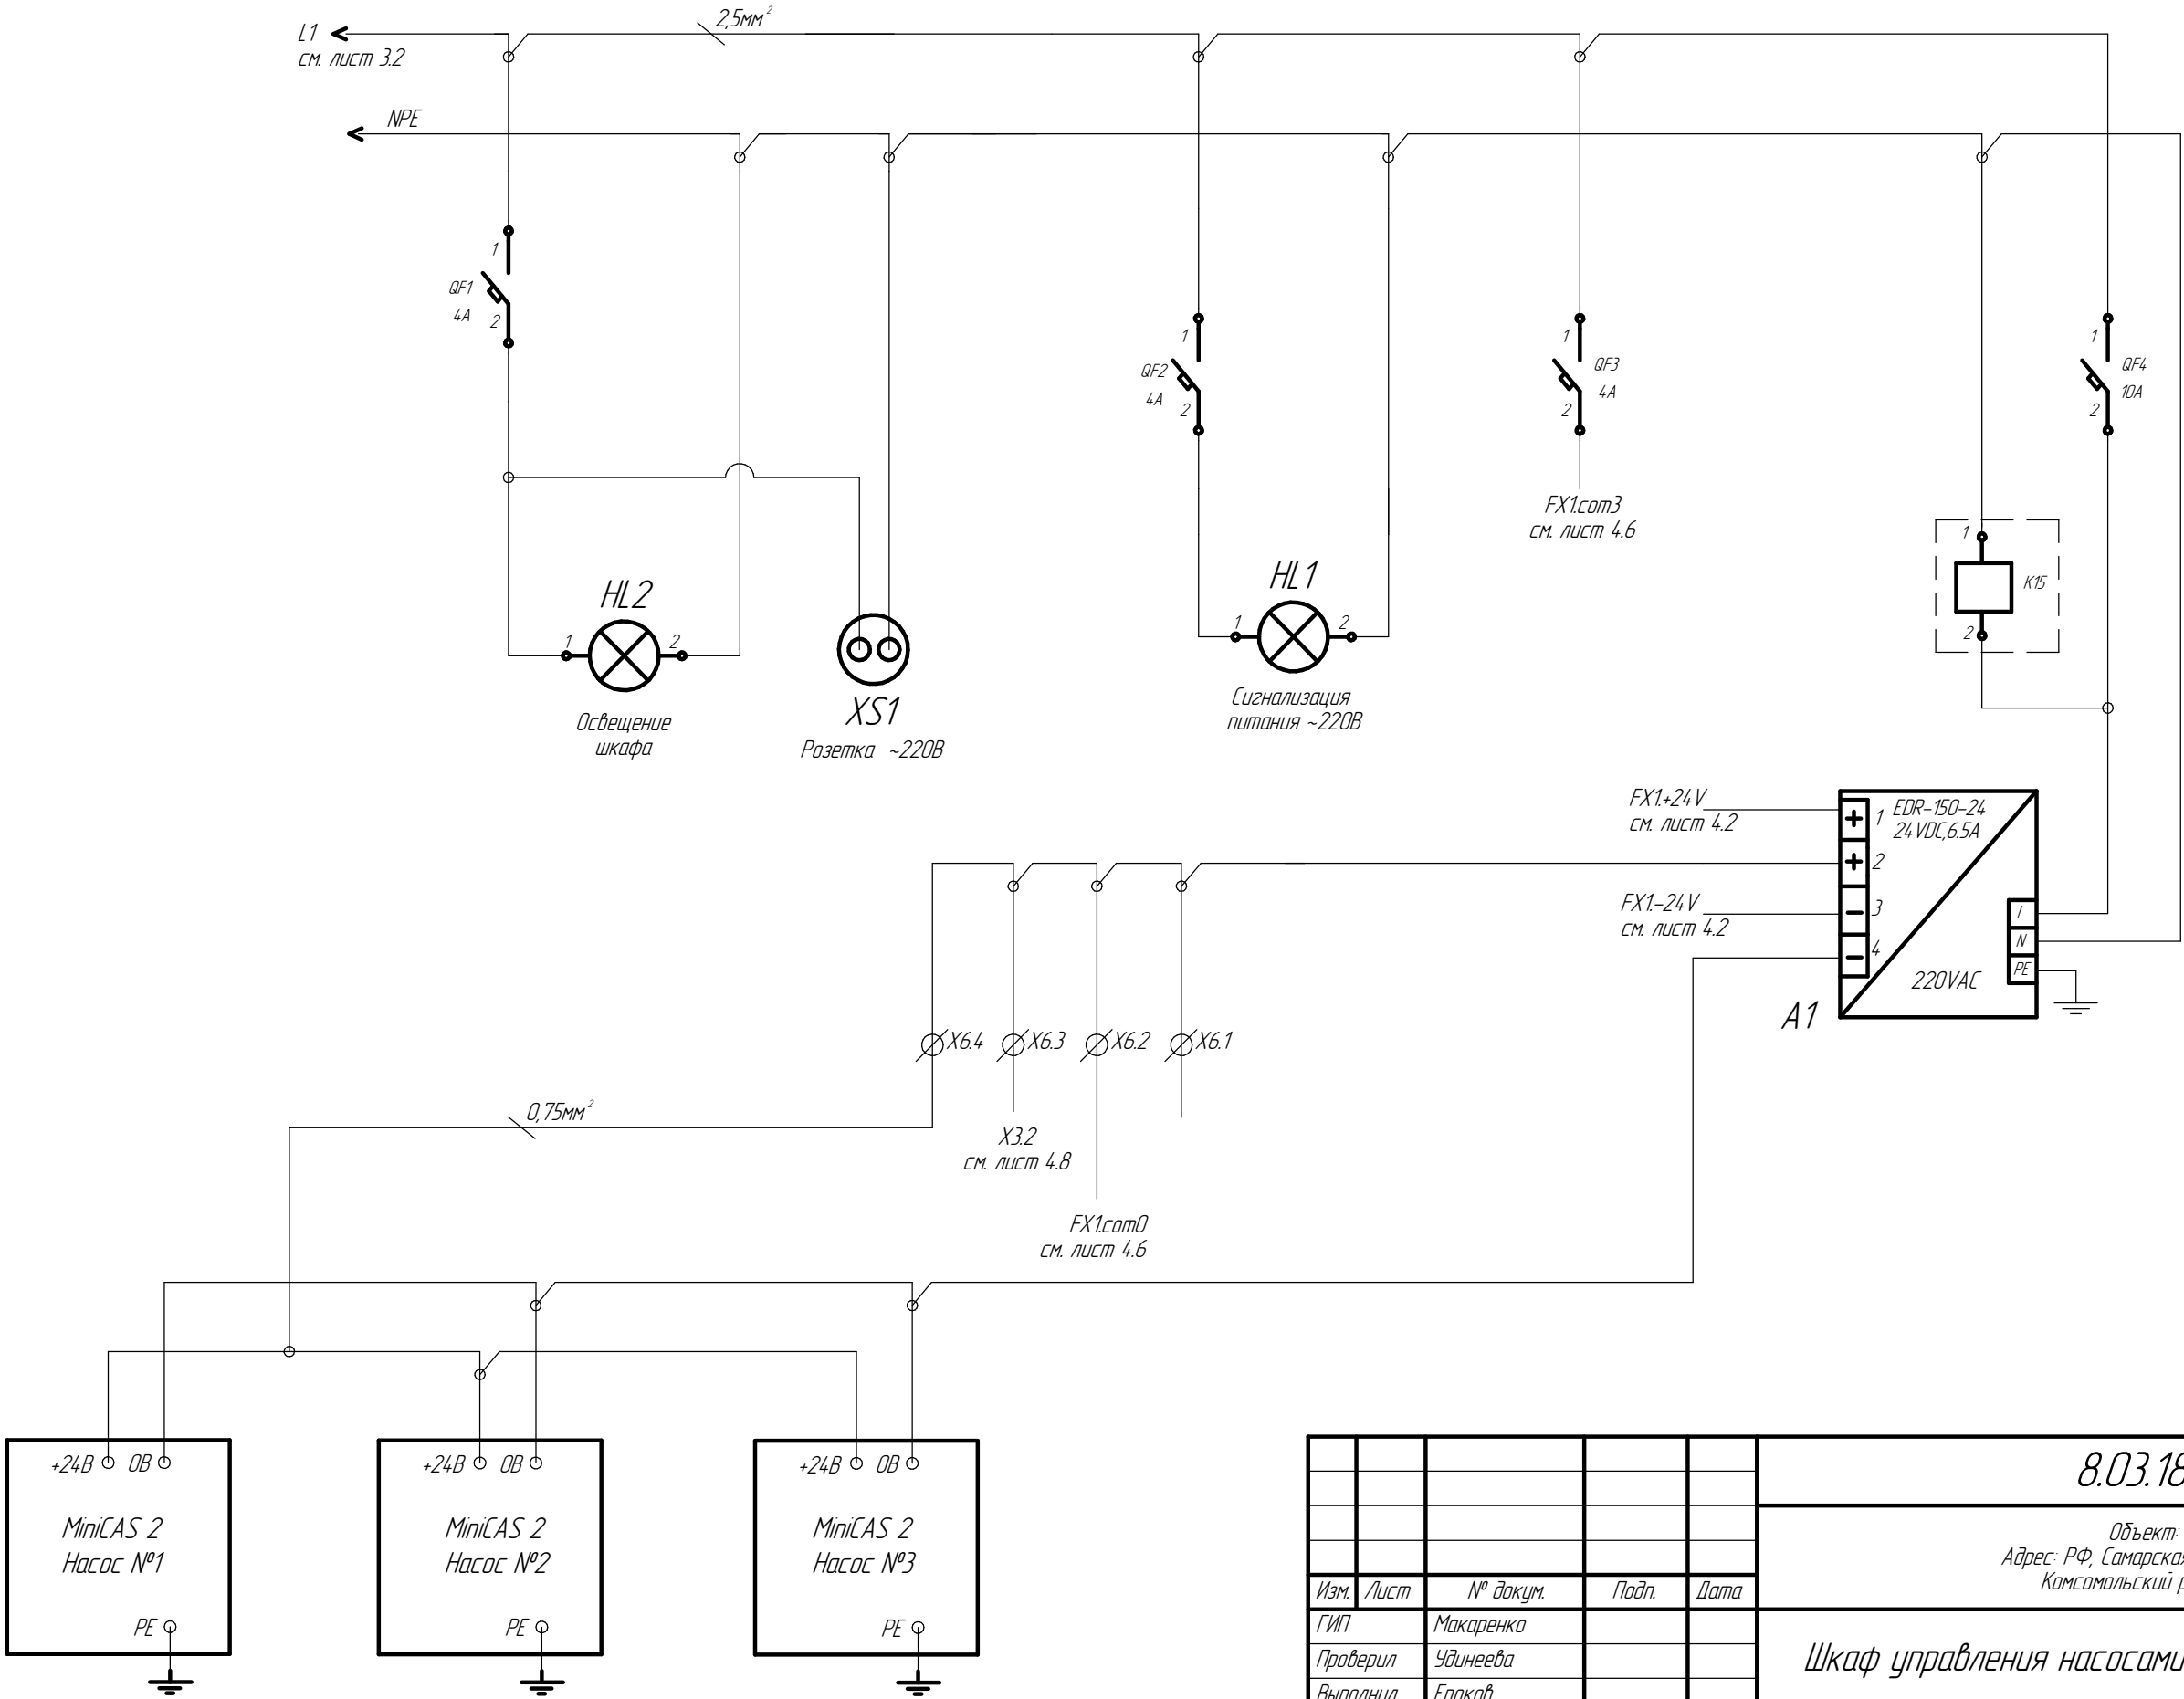 L1
см. лист 3.2
2,5мм²
NPE
1
QF1
4A
2
1
QF2
4A
2
1
QF3
4A
2
1
QF4
10A
2
FX1.com3
см. лист 4.6
1
K15
2
HL2
1
2
Освещение
шкафа
XS1
Розетка ~220В
HL1
1
2
Сигнализация
питания ~220В
FX1.+24V
см. лист 4.2
FX1.-24V
см. лист 4.2
+
1
+
2
−
3
−
4
EDR-150-24
24VDC,6.5A
L
N
PE
220VAC
A1
X6.4
X6.3
X6.2
X6.1
0,75мм²
X3.2
см. лист 4.8
FX1.com0
см. лист 4.6
+24В 0В
MiniCAS 2
Насос №1
PE
+24В 0В
MiniCAS 2
Насос №2
PE
+24В 0В
MiniCAS 2
Насос №3
PE
8.03.18
Объект:
Адрес: РФ, Самарская
Комсомольский р
Изм. Лист № докум. Подп. Дата
ГИП Макаренко
Проверил Удинеева
Выполнил
Шкаф управления насосами